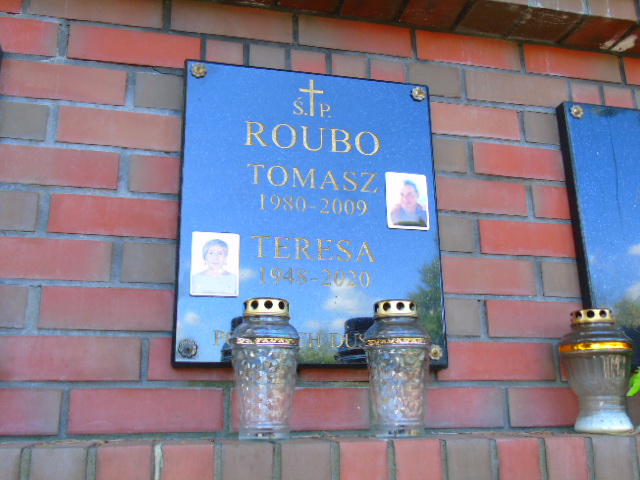 Ś.P.
ROUBO
TOMASZ
1980-2009
TERESA
1948-2020